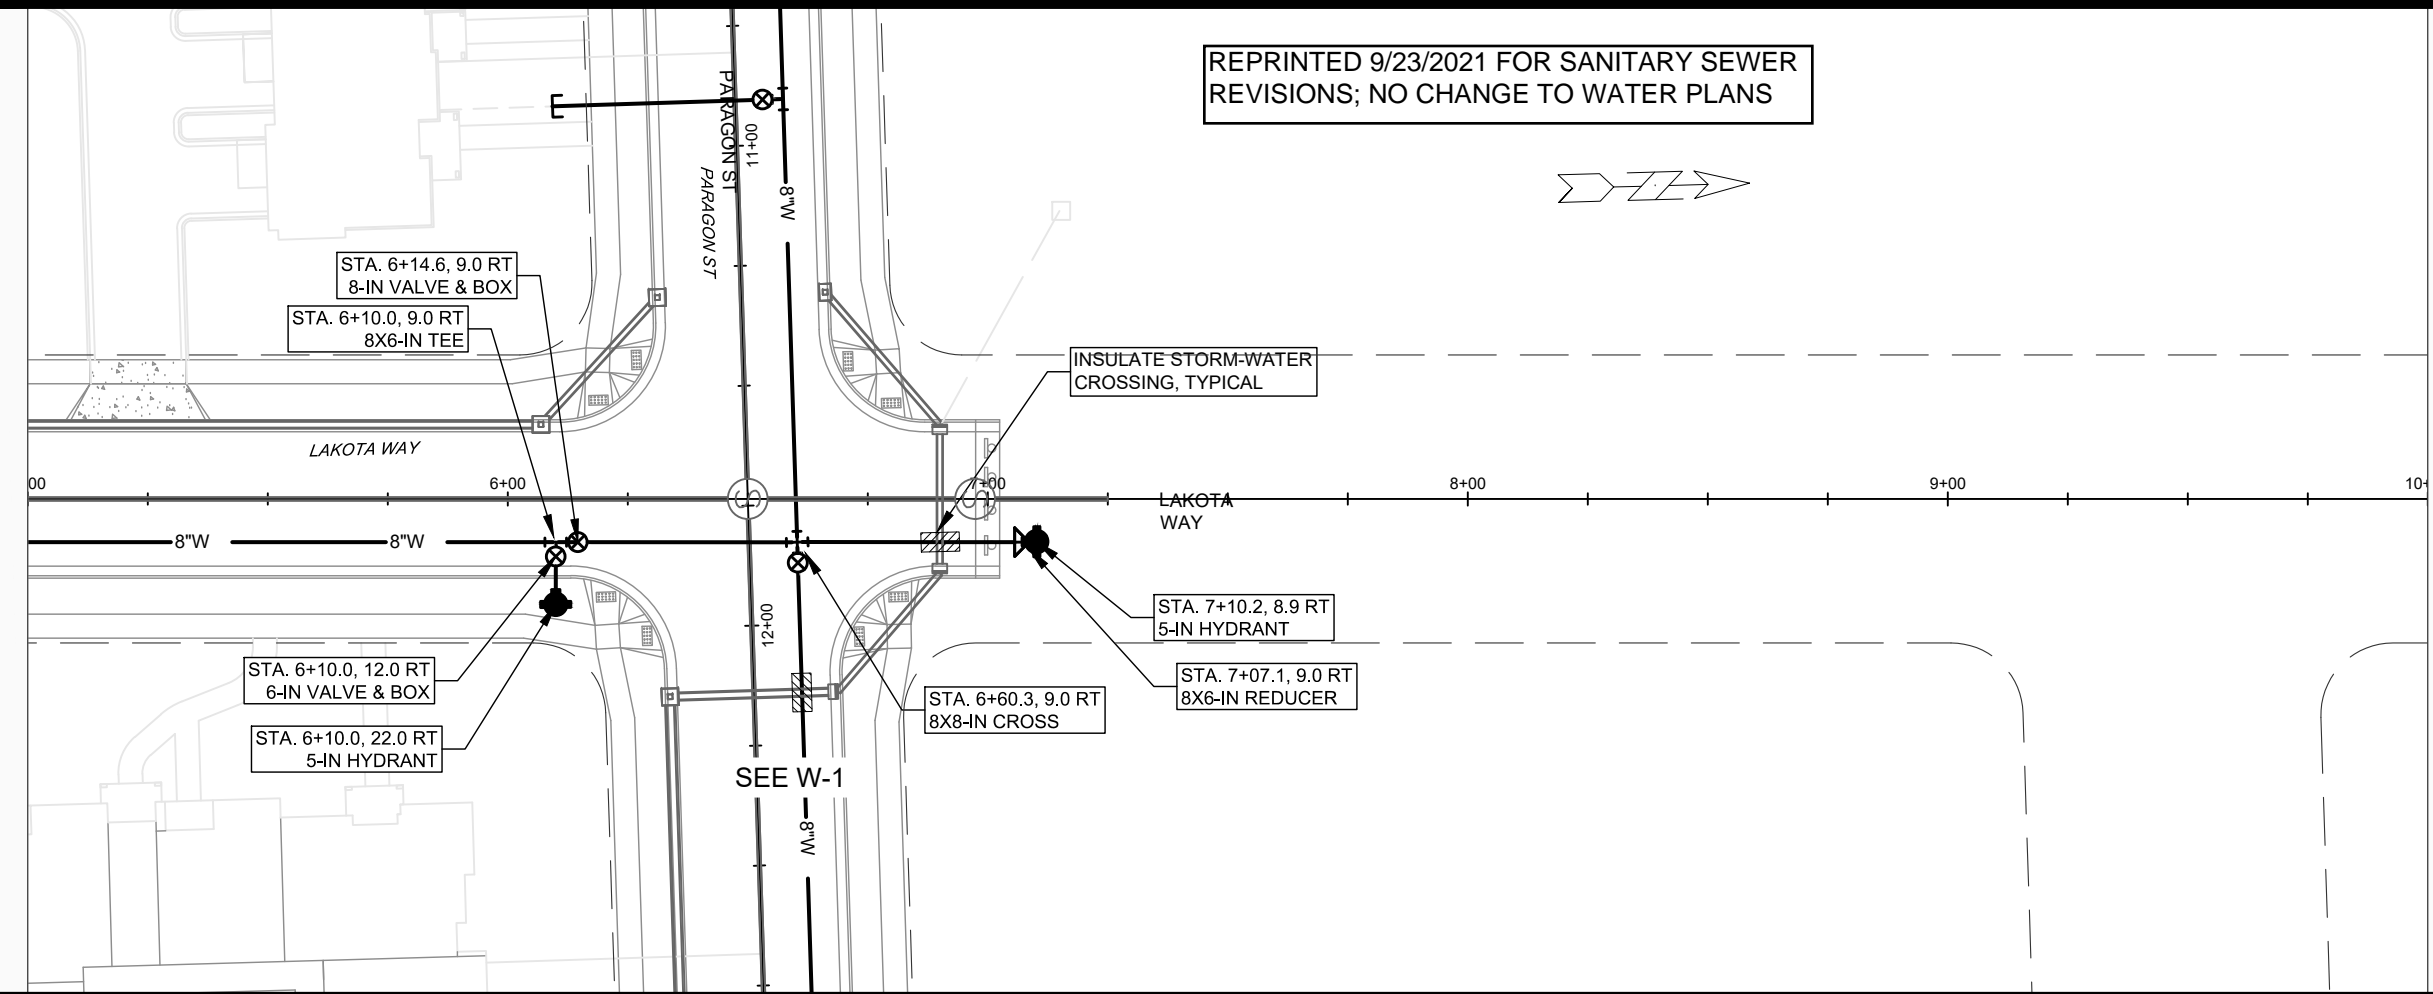 REPRINTED 9/23/2021 FOR SANITARY SEWER
REVISIONS; NO CHANGE TO WATER PLANS
PARAGON ST
11+00
PARAGON ST
8"W
STA. 6+14.6, 9.0 RT
8-IN VALVE & BOX
STA. 6+10.0, 9.0 RT
8X6-IN TEE
INSULATE STORM-WATER
CROSSING, TYPICAL
LAKOTA WAY
00
6+00
7+00
8+00
9+00
10+
S
S
LAKOTA
WAY
8"W
8"W
12+00
STA. 7+10.2, 8.9 RT
5-IN HYDRANT
STA. 6+10.0, 12.0 RT
6-IN VALVE & BOX
STA. 7+07.1, 9.0 RT
8X6-IN REDUCER
STA. 6+60.3, 9.0 RT
8X8-IN CROSS
STA. 6+10.0, 22.0 RT
5-IN HYDRANT
SEE W-1
8"W